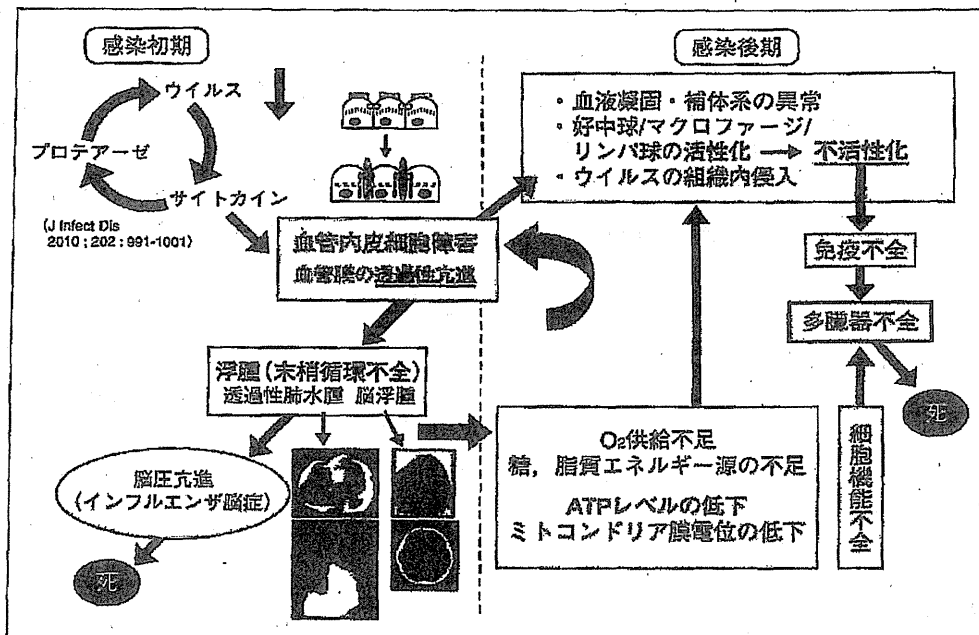 感染初期
ウイルス
プロテアーゼ
サイトカイン
(J Infect Dis
2010;202:991-1001)
血管内皮細胞障害
血管膜の透過性亢進
浮腫(末梢循環不全)
透過性肺水腫 脳浮腫
脳圧亢進
(インフルエンザ脳症)
死
感染後期
・血液凝固・補体系の異常
・好中球/マクロファージ/
リンパ球の活性化 → 不活性化
・ウイルスの組織内侵入
免疫不全
多臓器不全
死
O₂供給不足
糖,脂質エネルギー源の不足
ATPレベルの低下
ミトコンドリア膜電位の低下
細胞機能不全